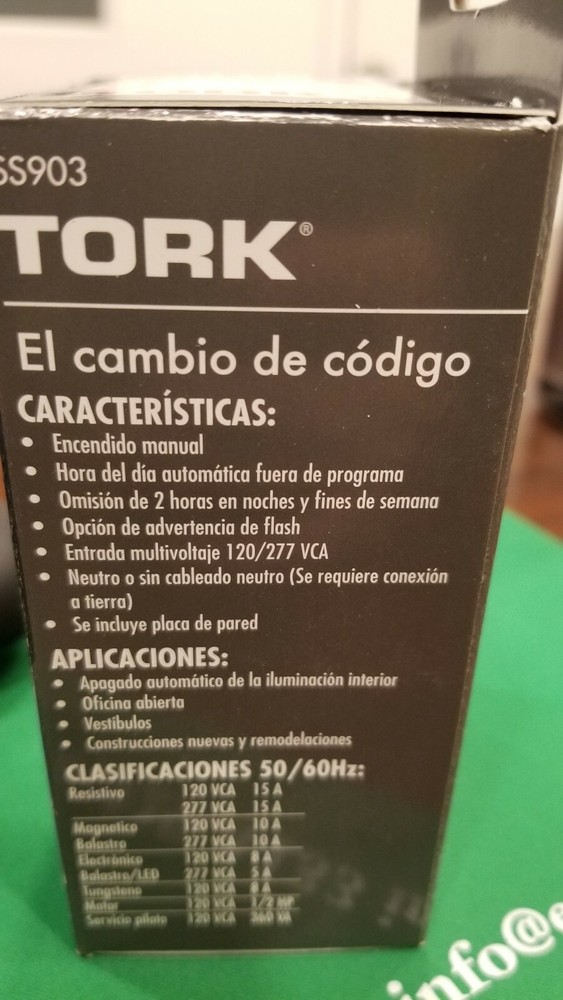 SS903
TORK®
El cambio de código
CARACTERÍSTICAS:
• Encendido manual
• Hora del día automática fuera de programa
• Omisión de 2 horas en noches y fines de semana
• Opción de advertencia de flash
• Entrada multivoltaje 120/277 VCA
• Neutro o sin cableado neutro (Se requiere conexión
a tierra)
• Se incluye placa de pared
APLICACIONES:
• Apagado automático de la iluminación interior
• Oficina abierta
• Vestíbulos
• Construcciones nuevas y remodelaciones
CLASIFICACIONES 50/60Hz:
Resistivo 120 VCA 15 A
277 VCA 15 A
Magnetico 120 VCA 10 A
Balastro 277 VCA 10 A
Electrónico 120 VCA 8 A
Balastro/LED 277 VCA 5 A
Tungsteno 120 VCA 8 A
Motor 120 VCA 1/2 HP
Servicio piloto 120 VCA 360 VA
info@